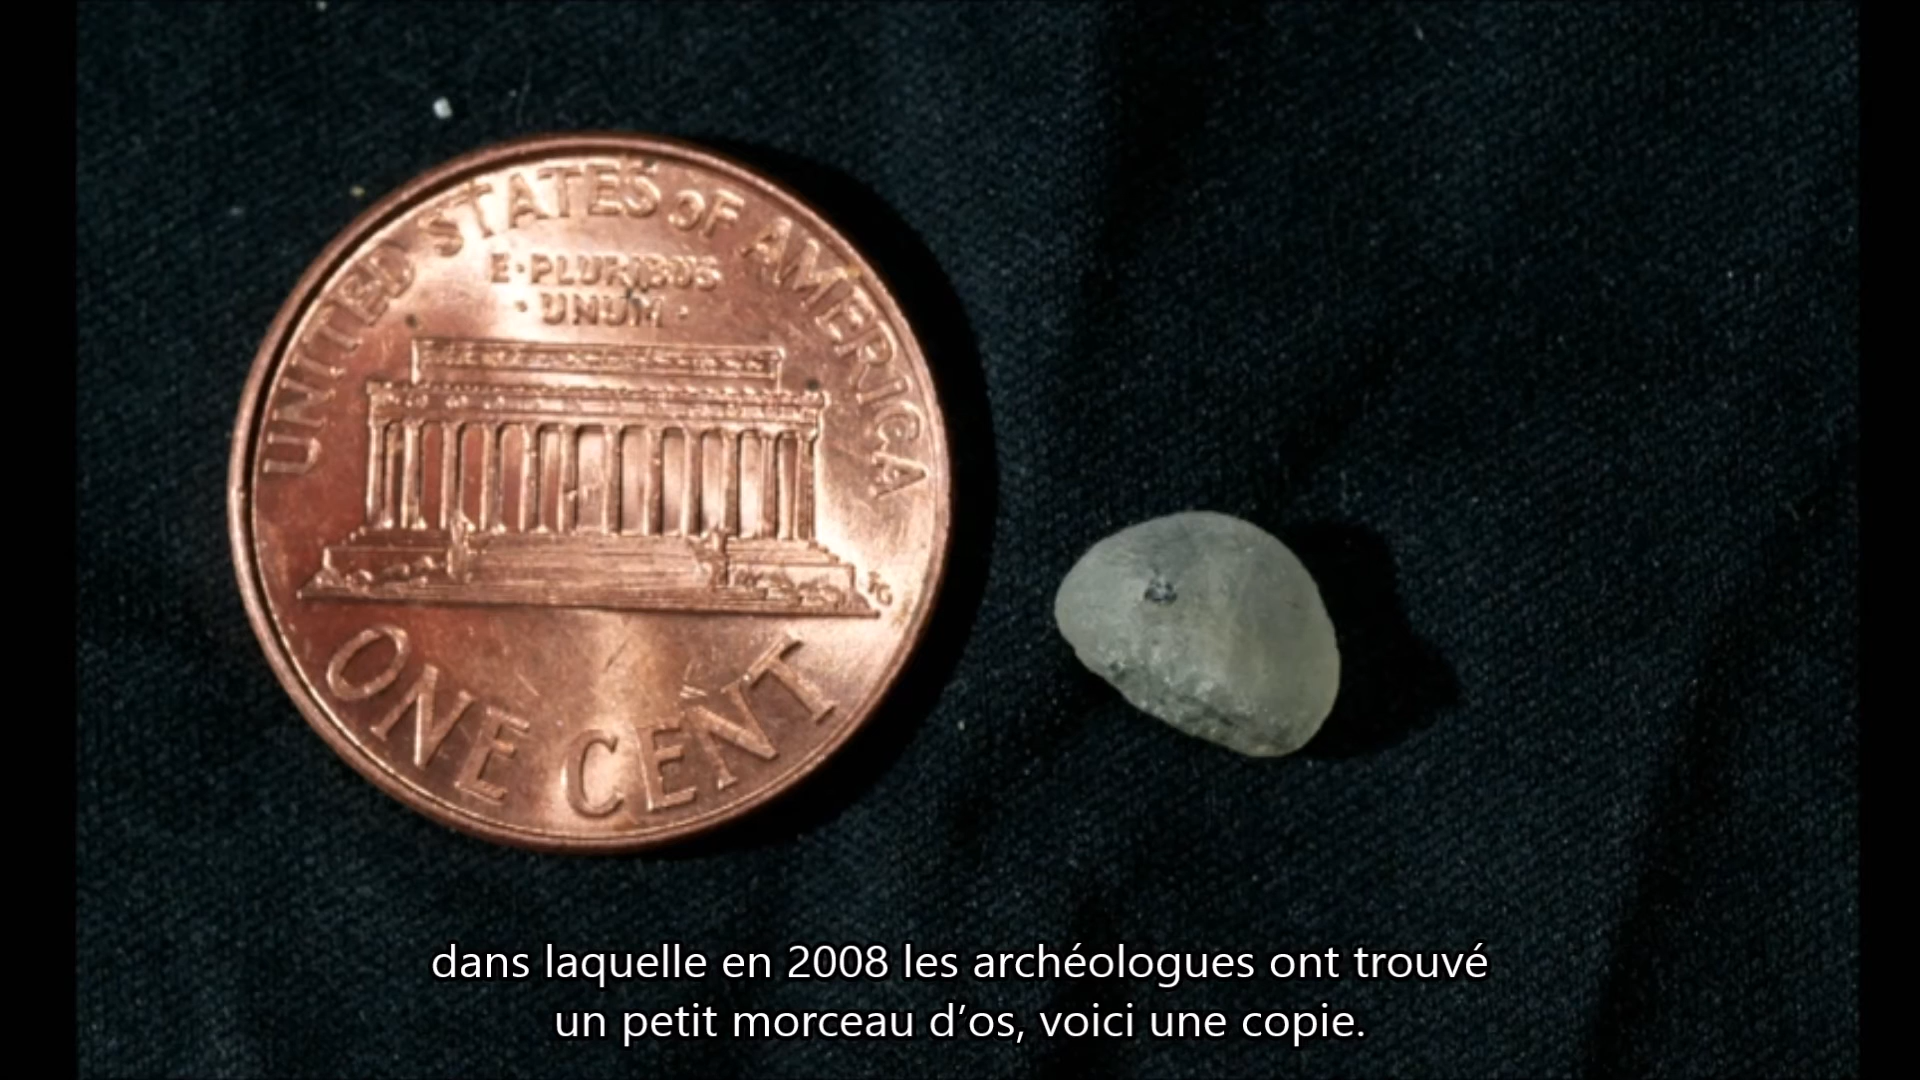 UNITED STATES OF AMERICA
E·PLURIBUS
·UNUM·
FG
ONE CENT
dans laquelle en 2008 les archéologues ont trouvé
un petit morceau d’os, voici une copie.